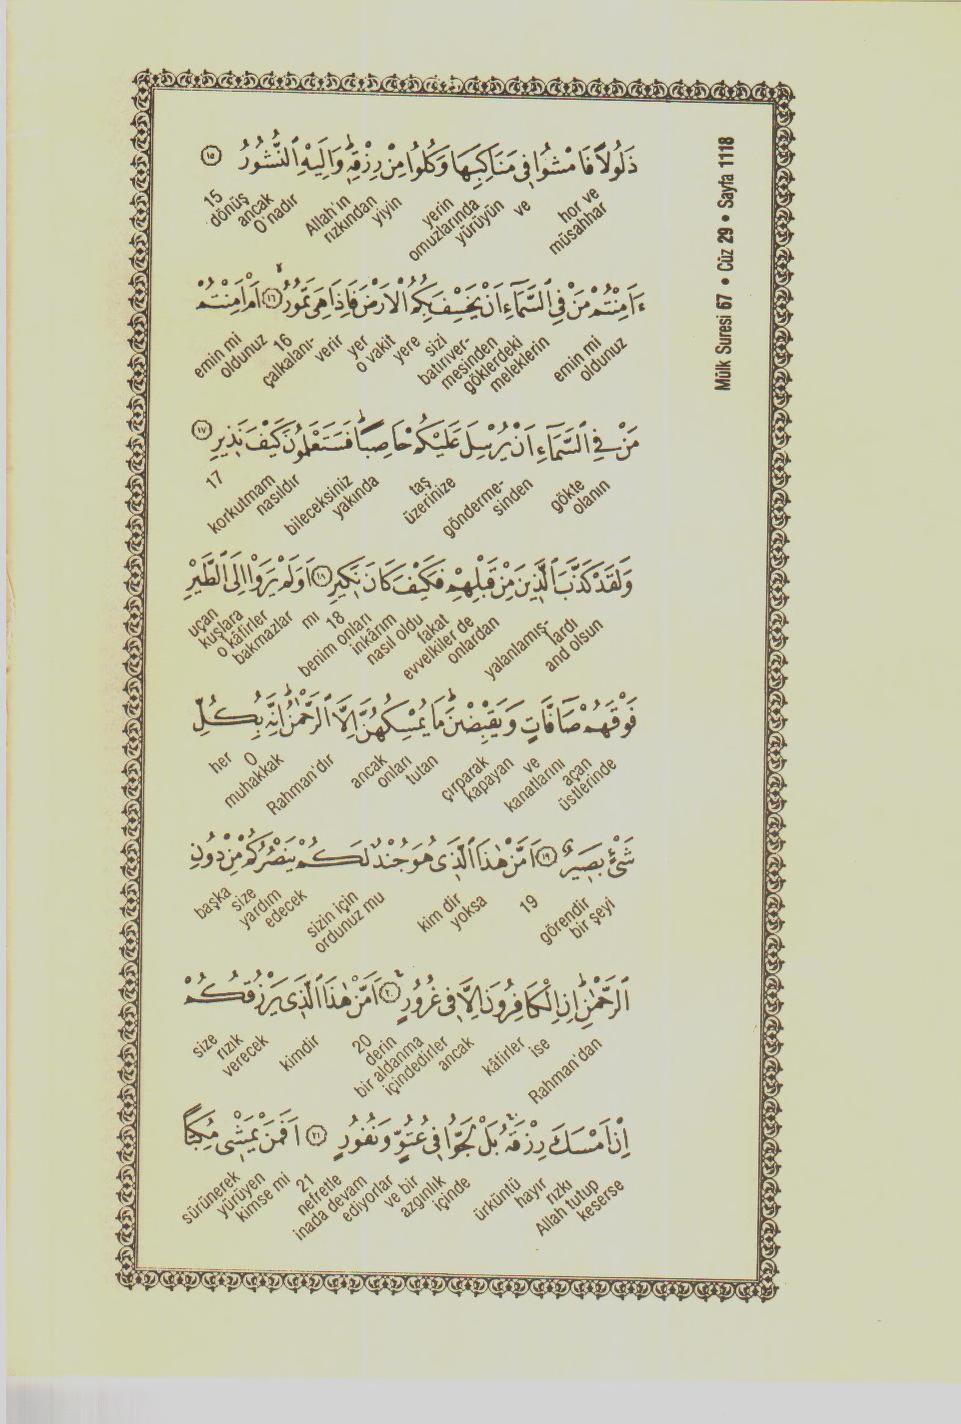 Mülk Suresi 67 • Cüz 29 • Sayfa 1118
ذَلُولًا فَامْشُوا فِي مَنَاكِبِهَا وَكُلُوا مِنْ رِزْقِهِ وَإِلَيْهِ النُّشُورُ ﴿١٥﴾
hor ve müsahhar ve yerin omuzlarında yürüyün yiyin Allah'ın rızkından ancak O'nadır dönüş 15
ءَاَمِنْتُمْ مَنْ فِي السَّمَاءِ اَنْ يَخْسِفَ بِكُمُ الْاَرْضَ فَاِذَا هِيَ تَمُورُ ﴿١٦﴾ اَمْ اَمِنْتُمْ
emin mi oldunuz göklerdeki meleklerin batırıver- mesinden sizi yere yer o vakit verir çalkalanı- 16 emin mi oldunuz
مَنْ فِي السَّمَاءِ اَنْ يُرْسِلَ عَلَيْكُمْ حَاصِبًا فَسَتَعْلَمُونَ كَيْفَ نَذِيرِ ﴿١٧﴾
gökte olanın gönderme- sinden taş üzerinize bileceksiniz yakında korkutmam nasıldır 17
وَلَقَدْ كَذَّبَ الَّذِينَ مِنْ قَبْلِهِمْ فَكَيْفَ كَانَ نَكِيرِ ﴿١٨﴾ اَوَلَمْ يَرَوْا اِلَى الطَّيْرِ
yalanlamış- lardı and olsun evvelkiler de onlardan nasıl oldu fakat benim onları inkârım 18 mı o kâfirler bakmazlar uçan kuşlara
فَوْقَهُمْ صَافَّاتٍ وَيَقْبِضْنَ مَا يُمْسِكُهُنَّ اِلَّا الرَّحْمٰنُ اِنَّهُ بِكُلِّ
açan üstlerinde ve kanatlarını çırparak kapayan tutan onları ancak Rahman'dır O muhakkak her
شَيْءٍ بَصِيرٌ ﴿١٩﴾ اَمَّنْ هٰذَا الَّذِي هُوَ جُنْدٌ لَكُمْ يَنْصُرُكُمْ مِنْ دُونِ
görendir bir şeyi 19 kim dir yoksa sizin için ordunuz mu yardım edecek size başka
الرَّحْمٰنِ اِنِ الْكَافِرُونَ اِلَّا فِي غُرُورٍ ﴿٢٠﴾ اَمَّنْ هٰذَا الَّذِي يَرْزُقُكُمْ
Rahman'dan ise kâfirler ancak bir aldanma içindedirler derin 20 kimdir rızık verecek size
اِنْ اَمْسَكَ رِزْقَهُ بَلْ لَجُّوا فِي عُتُوٍّ وَنُفُورٍ ﴿٢١﴾ اَفَمَنْ يَمْشِي مُكِبًّا
Allah tutup keserse rızkı hayır ürküntü içinde azgınlık ve bir inada devam ediyorlar nefretle 21 kimse mi yürüyen sürünerek